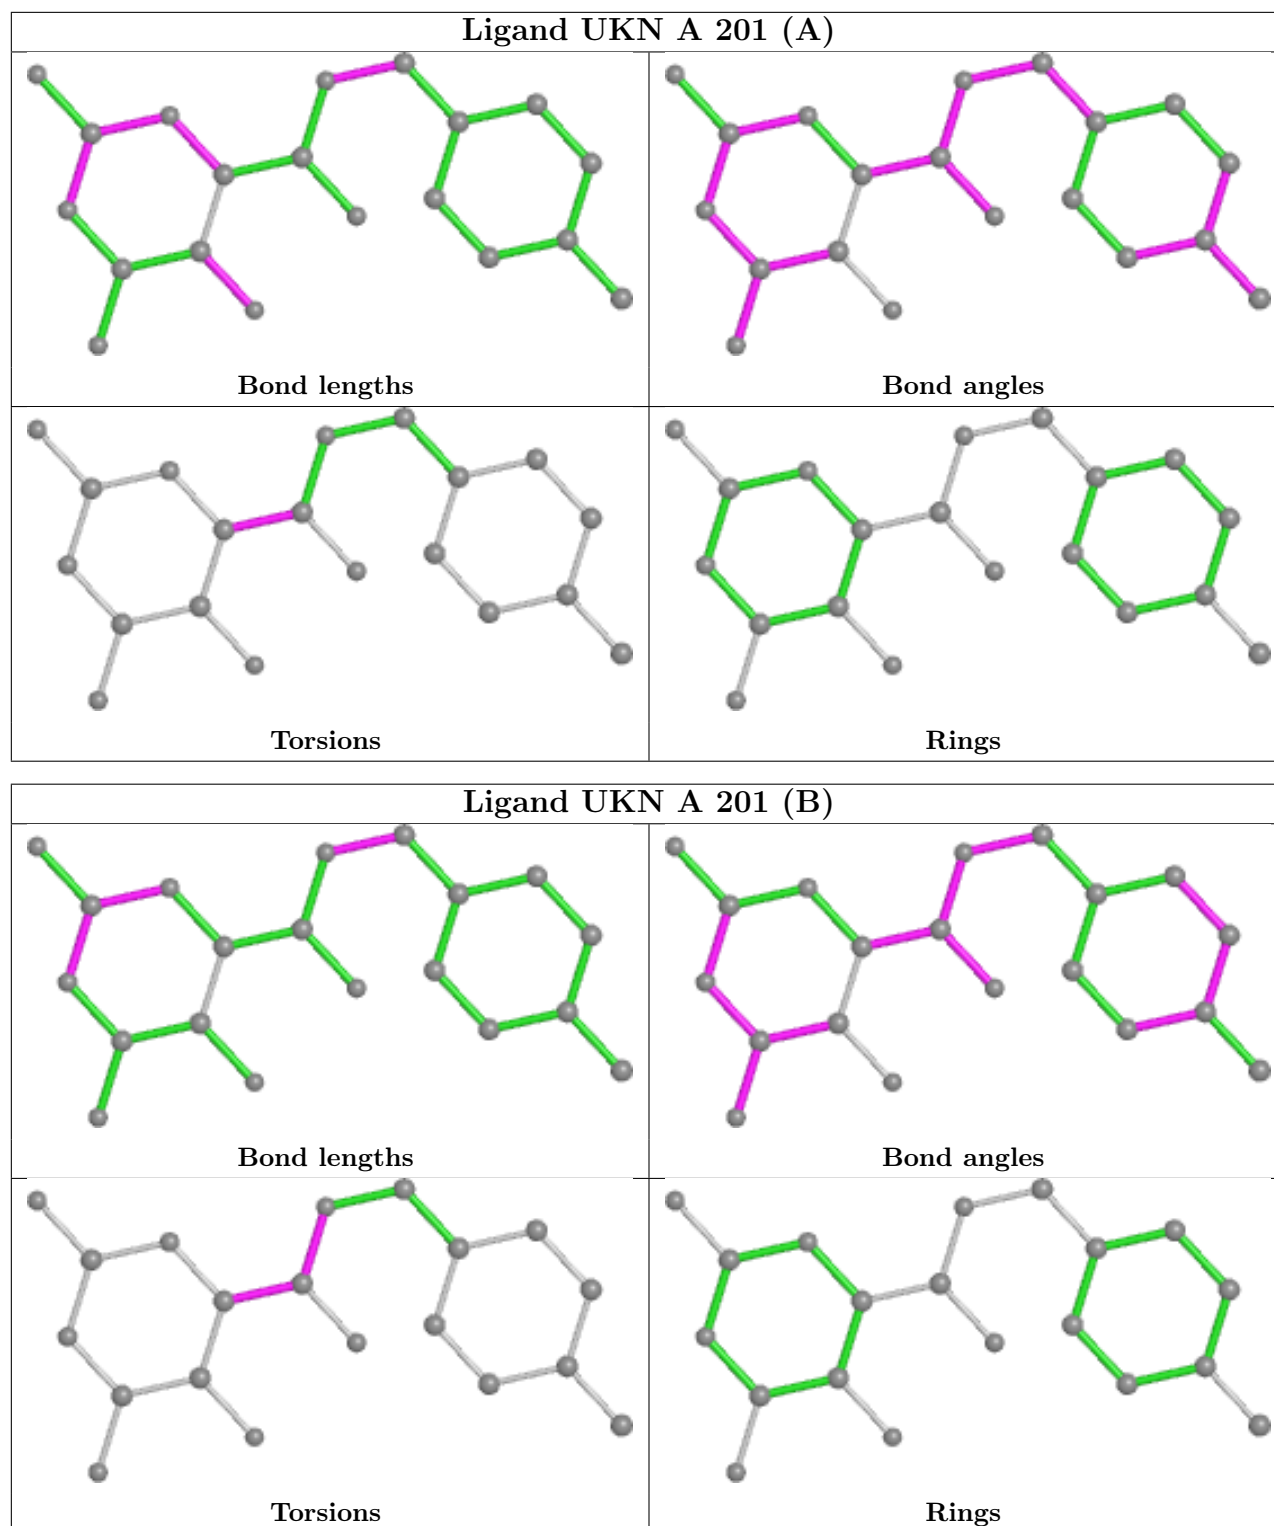 Ligand UKN A 201 (A)
Bond lengths
Bond angles
Torsions
Rings
Ligand UKN A 201 (B)
Bond lengths
Bond angles
Torsions
Rings